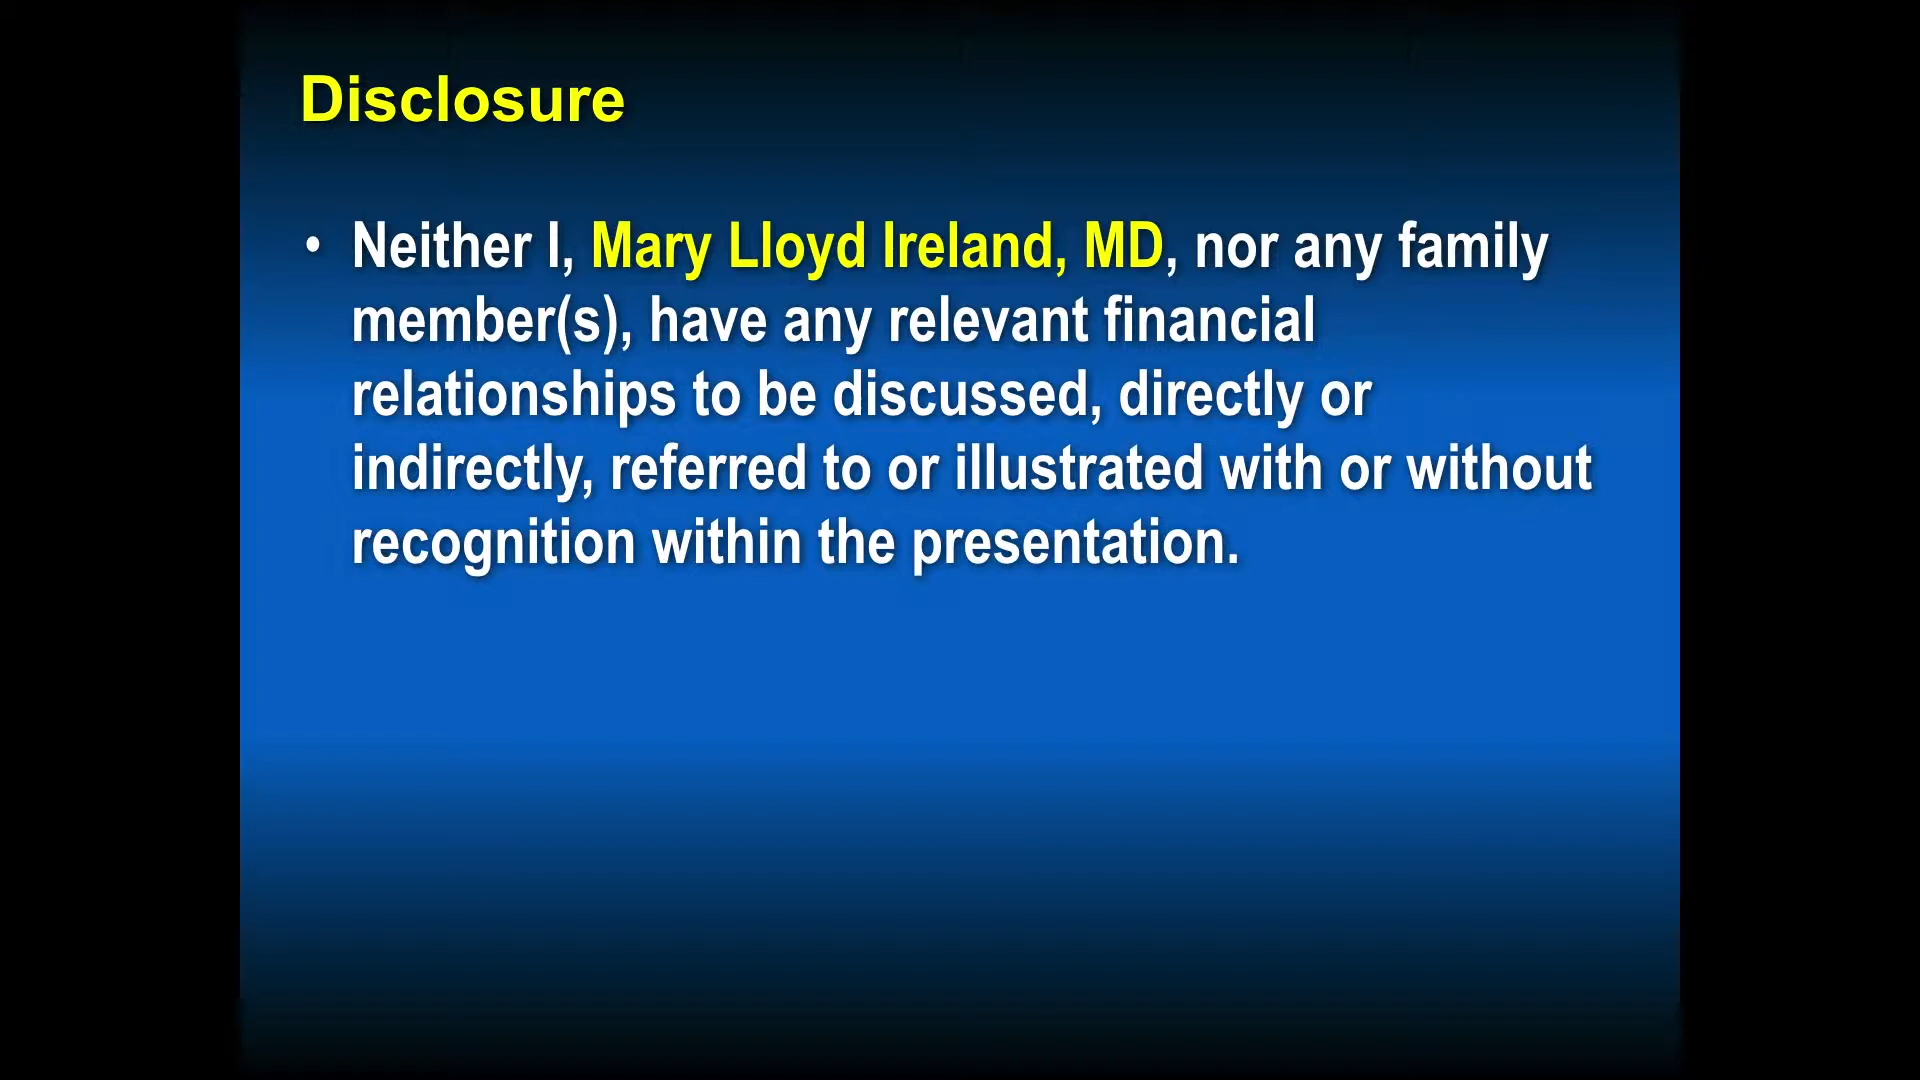 Disclosure
• Neither I, Mary Lloyd Ireland, MD, nor any family
member(s), have any relevant financial
relationships to be discussed, directly or
indirectly, referred to or illustrated with or without
recognition within the presentation.